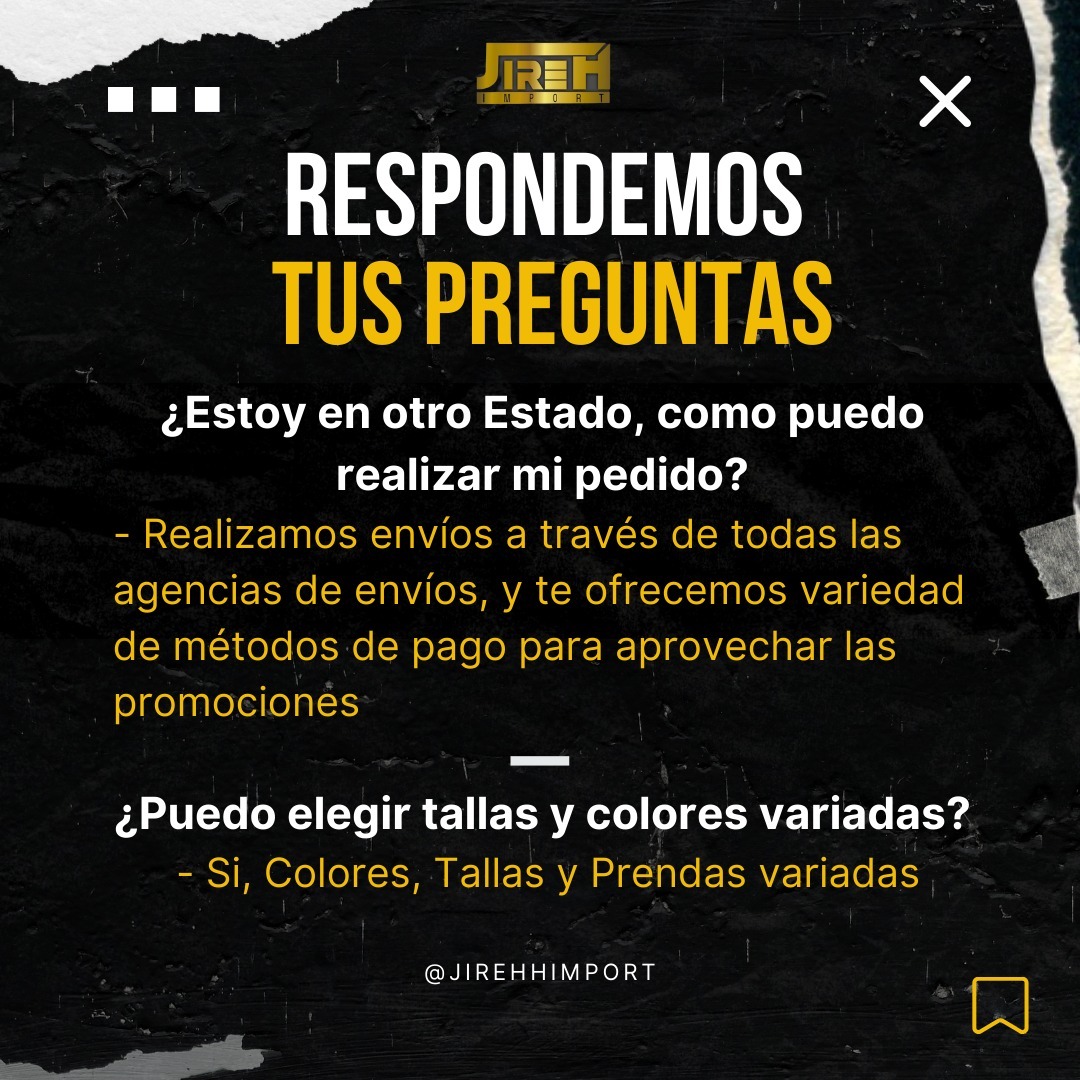 JIREH
IMPORT
RESPONDEMOS
TUS PREGUNTAS
¿Estoy en otro Estado, como puedo
realizar mi pedido?
- Realizamos envíos a través de todas las
agencias de envíos, y te ofrecemos variedad
de métodos de pago para aprovechar las
promociones
¿Puedo elegir tallas y colores variadas?
- Si, Colores, Tallas y Prendas variadas
@JIREHHIMPORT